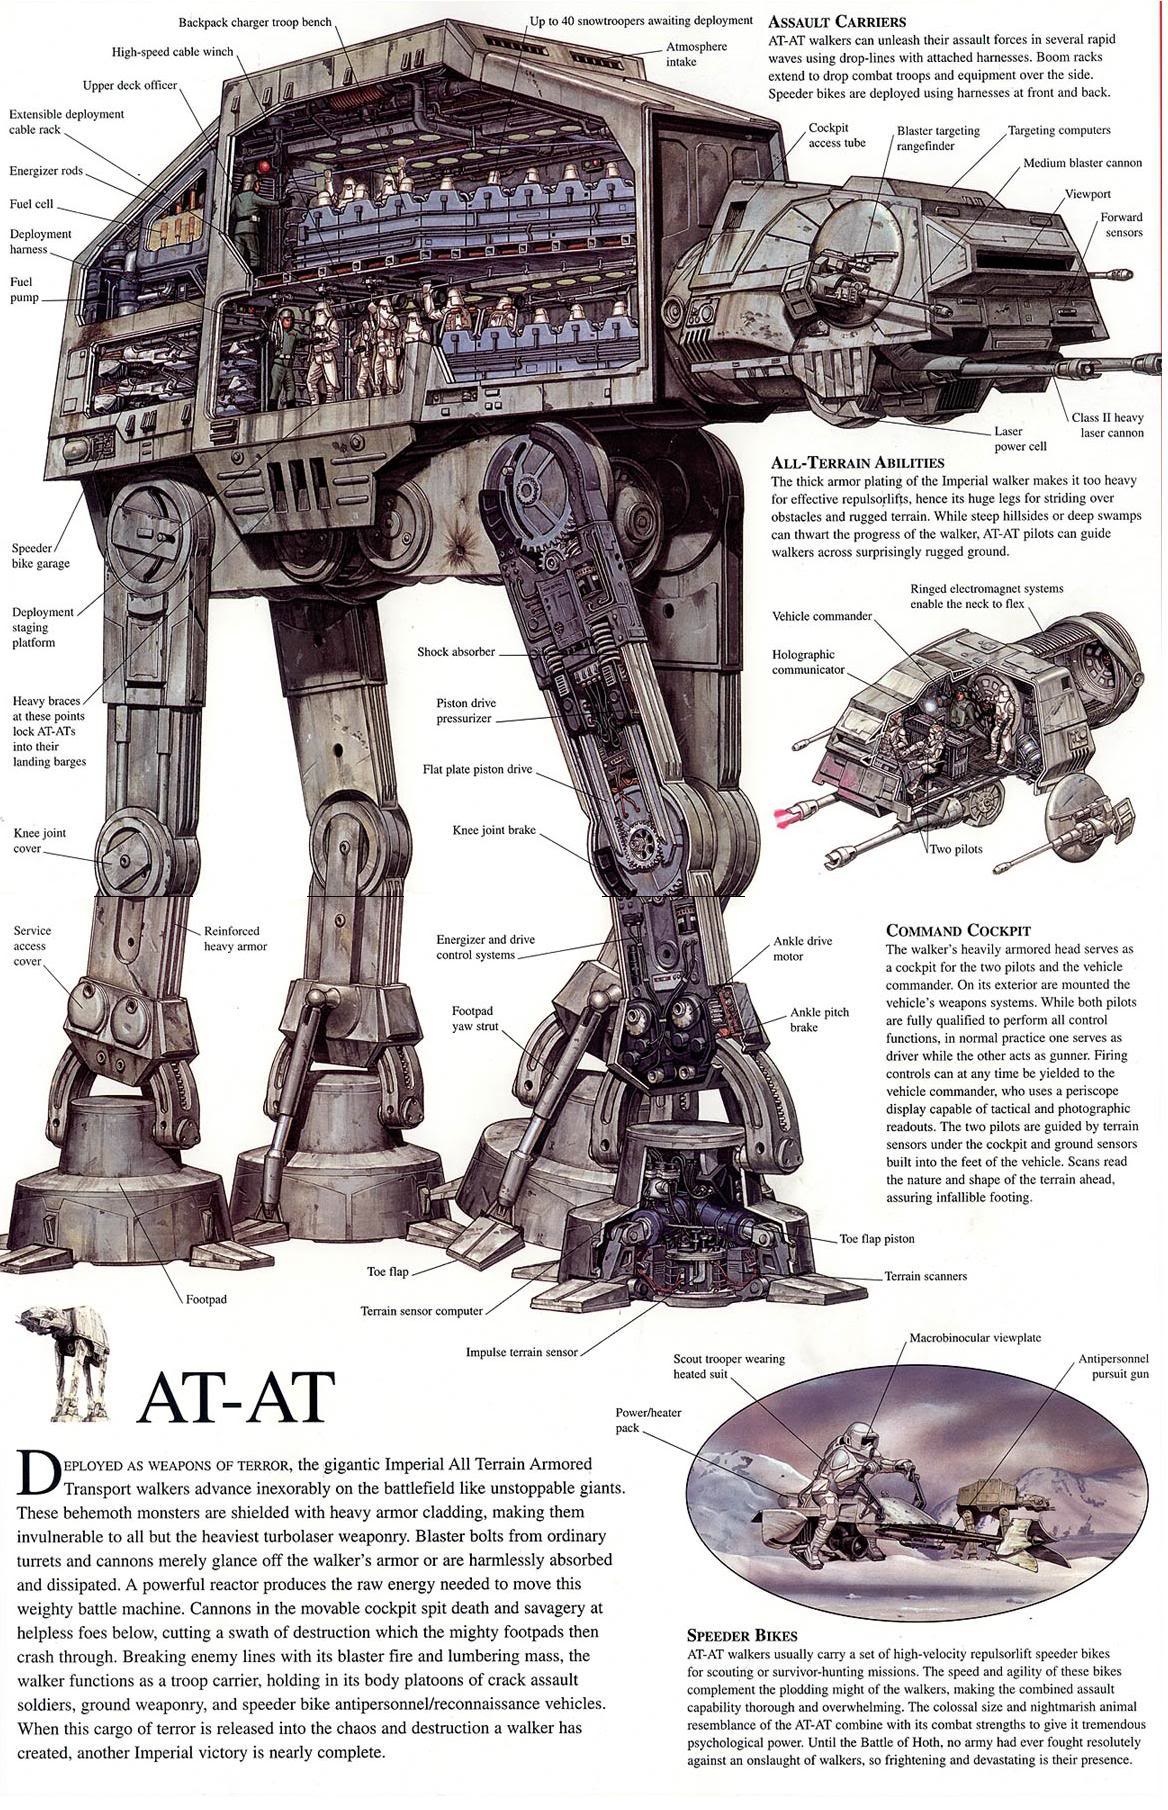 Backpack charger troop bench
Up to 40 snowtroopers awaiting deployment
High-speed cable winch
Atmosphere
intake
Upper deck officer
Extensible deployment
cable rack
Energizer rods
Fuel cell
Deployment
harness
Fuel
pump
ASSAULT CARRIERS
AT-AT walkers can unleash their assault forces in several rapid
waves using drop-lines with attached harnesses. Boom racks
extend to drop combat troops and equipment over the side.
Speeder bikes are deployed using harnesses at front and back.
Cockpit
access tube
Blaster targeting
rangefinder
Targeting computers
Medium blaster cannon
Viewport
Forward
sensors
Class II heavy
laser cannon
Laser
power cell
ALL-TERRAIN ABILITIES
The thick armor plating of the Imperial walker makes it too heavy
for effective repulsorlifts, hence its huge legs for striding over
obstacles and rugged terrain. While steep hillsides or deep swamps
can thwart the progress of the walker, AT-AT pilots can guide
walkers across surprisingly rugged ground.
Speeder
bike garage
Deployment
staging
platform
Heavy braces
at these points
lock AT-ATs
into their
landing barges
Knee joint
cover
Shock absorber
Piston drive
pressurizer
Flat plate piston drive
Knee joint brake
Ringed electromagnet systems
enable the neck to flex
Vehicle commander
Holographic
communicator
Two pilots
Service
access
cover
Reinforced
heavy armor
Energizer and drive
control systems
Footpad
yaw strut
Ankle drive
motor
Ankle pitch
brake
COMMAND COCKPIT
The walker's heavily armored head serves as
a cockpit for the two pilots and the vehicle
commander. On its exterior are mounted the
vehicle's weapons systems. While both pilots
are fully qualified to perform all control
functions, in normal practice one serves as
driver while the other acts as gunner. Firing
controls can at any time be yielded to the
vehicle commander, who uses a periscope
display capable of tactical and photographic
readouts. The two pilots are guided by terrain
sensors under the cockpit and ground sensors
built into the feet of the vehicle. Scans read
the nature and shape of the terrain ahead,
assuring infallible footing.
Toe flap piston
Toe flap
Terrain scanners
Footpad
Terrain sensor computer
Impulse terrain sensor
AT-AT
DEPLOYED AS WEAPONS OF TERROR, the gigantic Imperial All Terrain Armored
Transport walkers advance inexorably on the battlefield like unstoppable giants.
These behemoth monsters are shielded with heavy armor cladding, making them
invulnerable to all but the heaviest turbolaser weaponry. Blaster bolts from ordinary
turrets and cannons merely glance off the walker's armor or are harmlessly absorbed
and dissipated. A powerful reactor produces the raw energy needed to move this
weighty battle machine. Cannons in the movable cockpit spit death and savagery at
helpless foes below, cutting a swath of destruction which the mighty footpads then
crash through. Breaking enemy lines with its blaster fire and lumbering mass, the
walker functions as a troop carrier, holding in its body platoons of crack assault
soldiers, ground weaponry, and speeder bike antipersonnel/reconnaissance vehicles.
When this cargo of terror is released into the chaos and destruction a walker has
created, another Imperial victory is nearly complete.
Macrobinocular viewplate
Scout trooper wearing
heated suit
Antipersonnel
pursuit gun
Power/heater
pack
SPEEDER BIKES
AT-AT walkers usually carry a set of high-velocity repulsorlift speeder bikes
for scouting or survivor-hunting missions. The speed and agility of these bikes
complement the plodding might of the walkers, making the combined assault
capability thorough and overwhelming. The colossal size and nightmarish animal
resemblance of the AT-AT combine with its combat strengths to give it tremendous
psychological power. Until the Battle of Hoth, no army had ever fought resolutely
against an onslaught of walkers, so frightening and devastating is their presence.